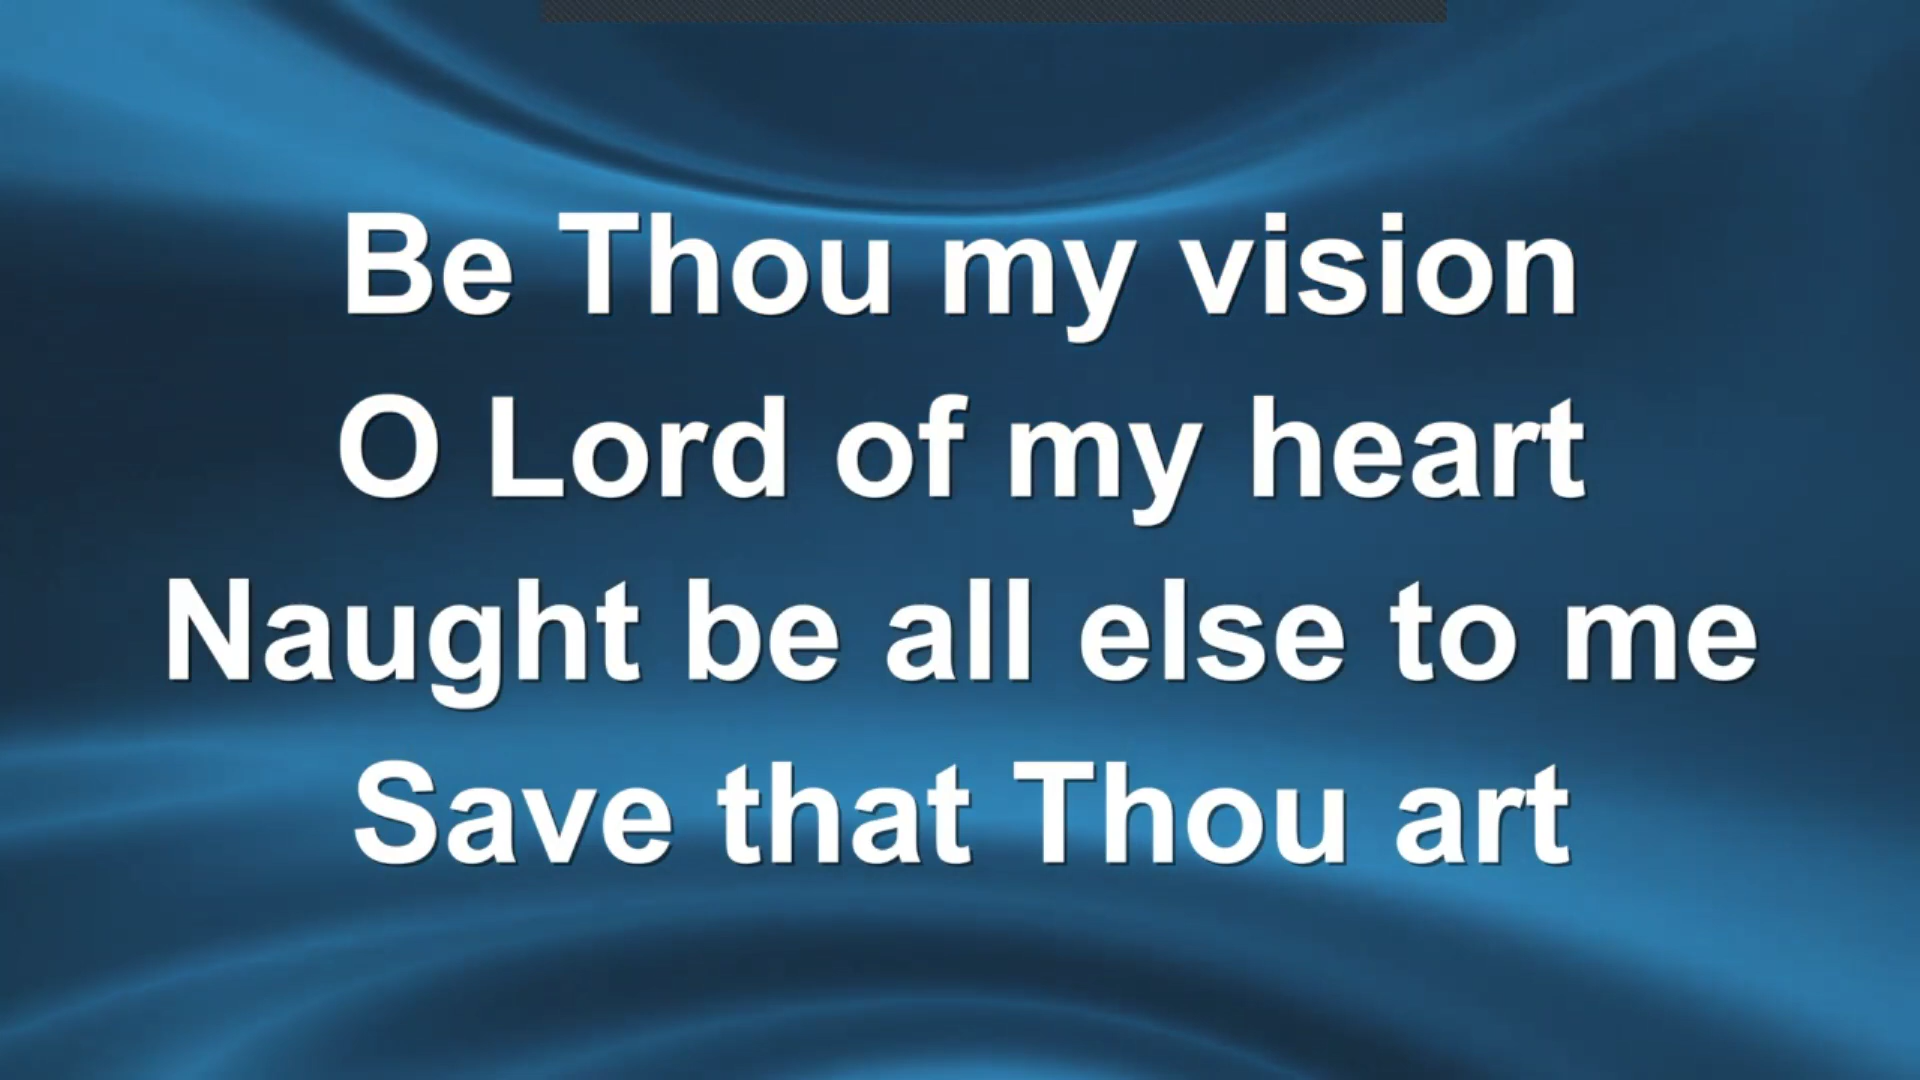 Be Thou my vision
O Lord of my heart
Naught be all else to me
Save that Thou art